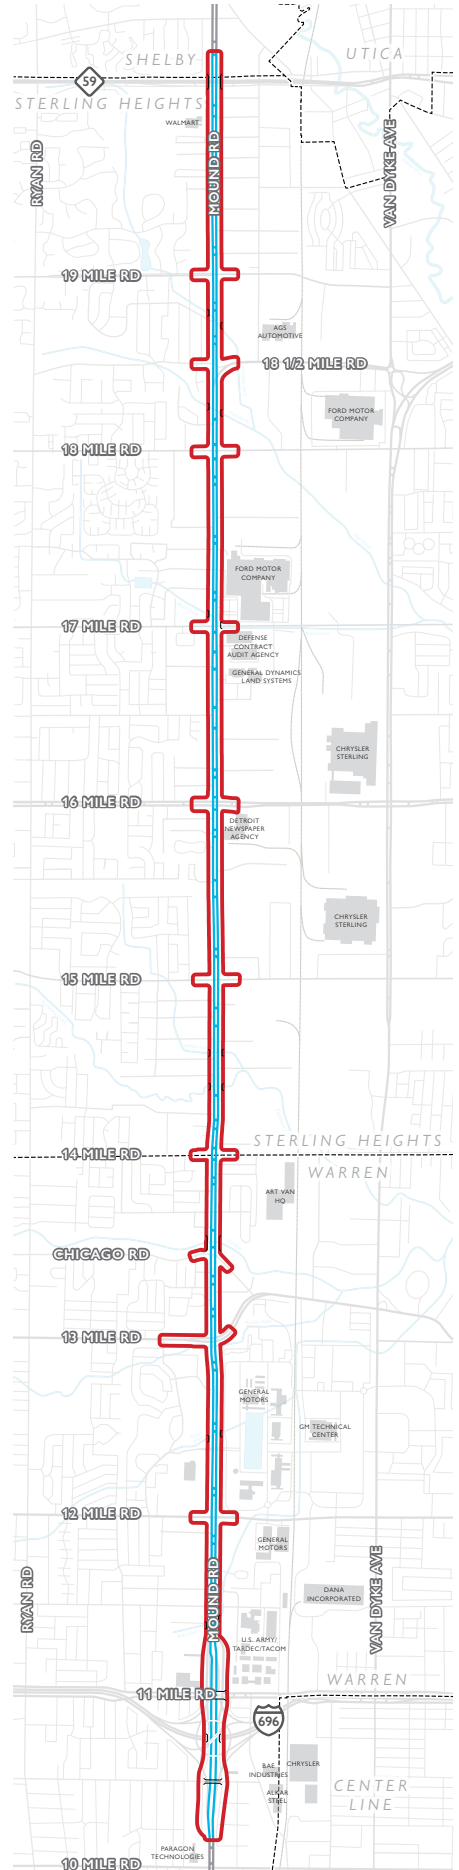 SHELBY
UTICA
59
STERLING HEIGHTS
WALMART
RYAN RD
MOUND RD
VAN DYKE AVE
19 MILE RD
AGS
AUTOMOTIVE
18 1/2 MILE RD
FORD MOTOR
COMPANY
18 MILE RD
FORD MOTOR
COMPANY
17 MILE RD
DEFENSE
CONTRACT
AUDIT AGENCY
GENERAL DYNAMICS
LAND SYSTEMS
CHRYSLER
STERLING
16 MILE RD
DETROIT
NEWSPAPER
AGENCY
CHRYSLER
STERLING
15 MILE RD
STERLING HEIGHTS
14 MILE RD
WARREN
ART VAN
HQ
CHICAGO RD
13 MILE RD
GENERAL
MOTORS
GM TECHNICAL
CENTER
12 MILE RD
GENERAL
MOTORS
RYAN RD
MOUND RD
VAN DYKE AVE
DANA
INCORPORATED
U.S. ARMY/
TARDEC/TACOM
WARREN
11 MILE RD
696
BAE
INDUSTRIES
CHRYSLER
ALKAR
STEEL
CENTER
LINE
PARAGON
TECHNOLOGIES
10 MILE RD